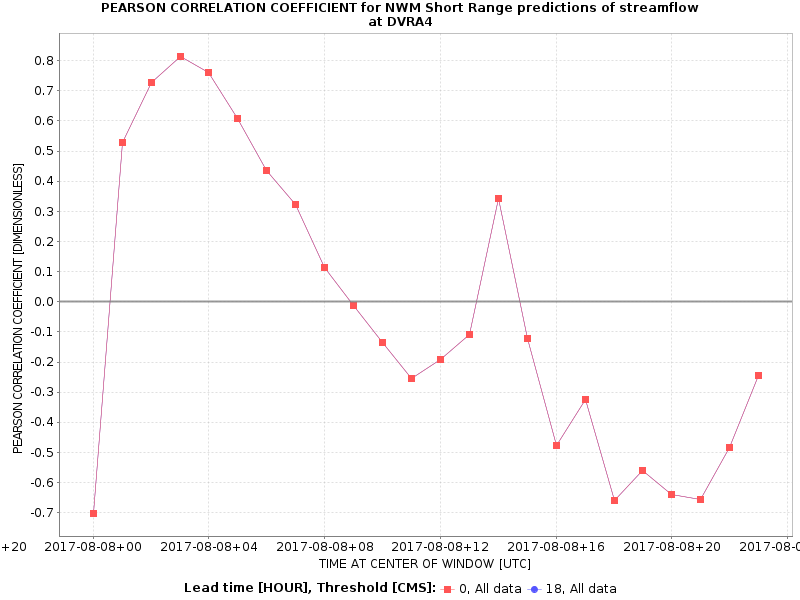 PEARSON CORRELATION COEFFICIENT for NWM Short Range predictions of streamflow
at DVRA4
PEARSON CORRELATION COEFFICIENT [DIMENSIONLESS]
0.8
0.7
0.6
0.5
0.4
0.3
0.2
0.1
0.0
-0.1
-0.2
-0.3
-0.4
-0.5
-0.6
-0.7
+20 2017-08-08+00 2017-08-08+04 2017-08-08+08 2017-08-08+12 2017-08-08+16 2017-08-08+20 2017-08-0
TIME AT CENTER OF WINDOW [UTC]
Lead time [HOUR], Threshold [CMS]: 0, All data 18, All data